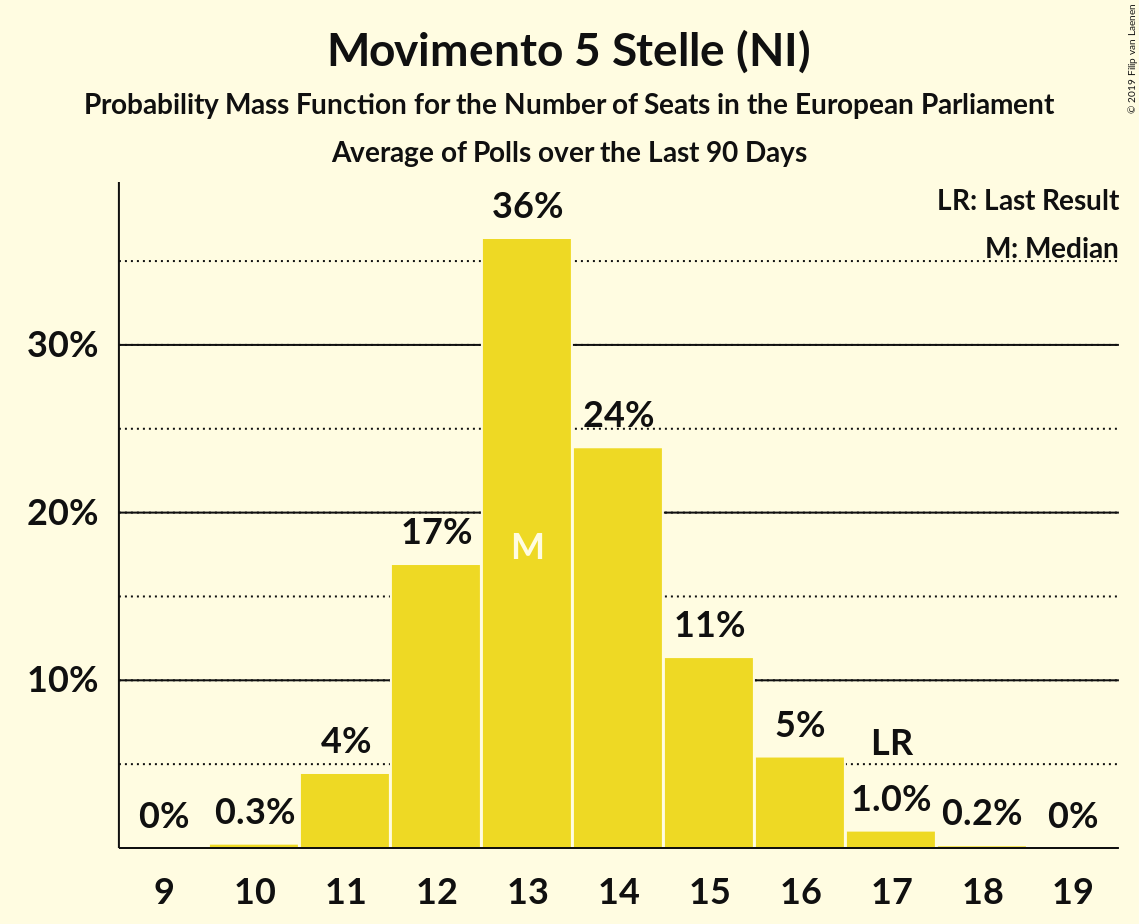 Movimento 5 Stelle (NI)
Probability Mass Function for the Number of Seats in the European Parliament
Average of Polls over the Last 90 Days
© 2019 Filip van Laenen
LR: Last Result
M: Median
36%
30%
24%
20%
17%
M
11%
10%
5%
4%
LR
0%
0.3%
1.0%
0.2%
0%
9 10 11 12 13 14 15 16 17 18 19